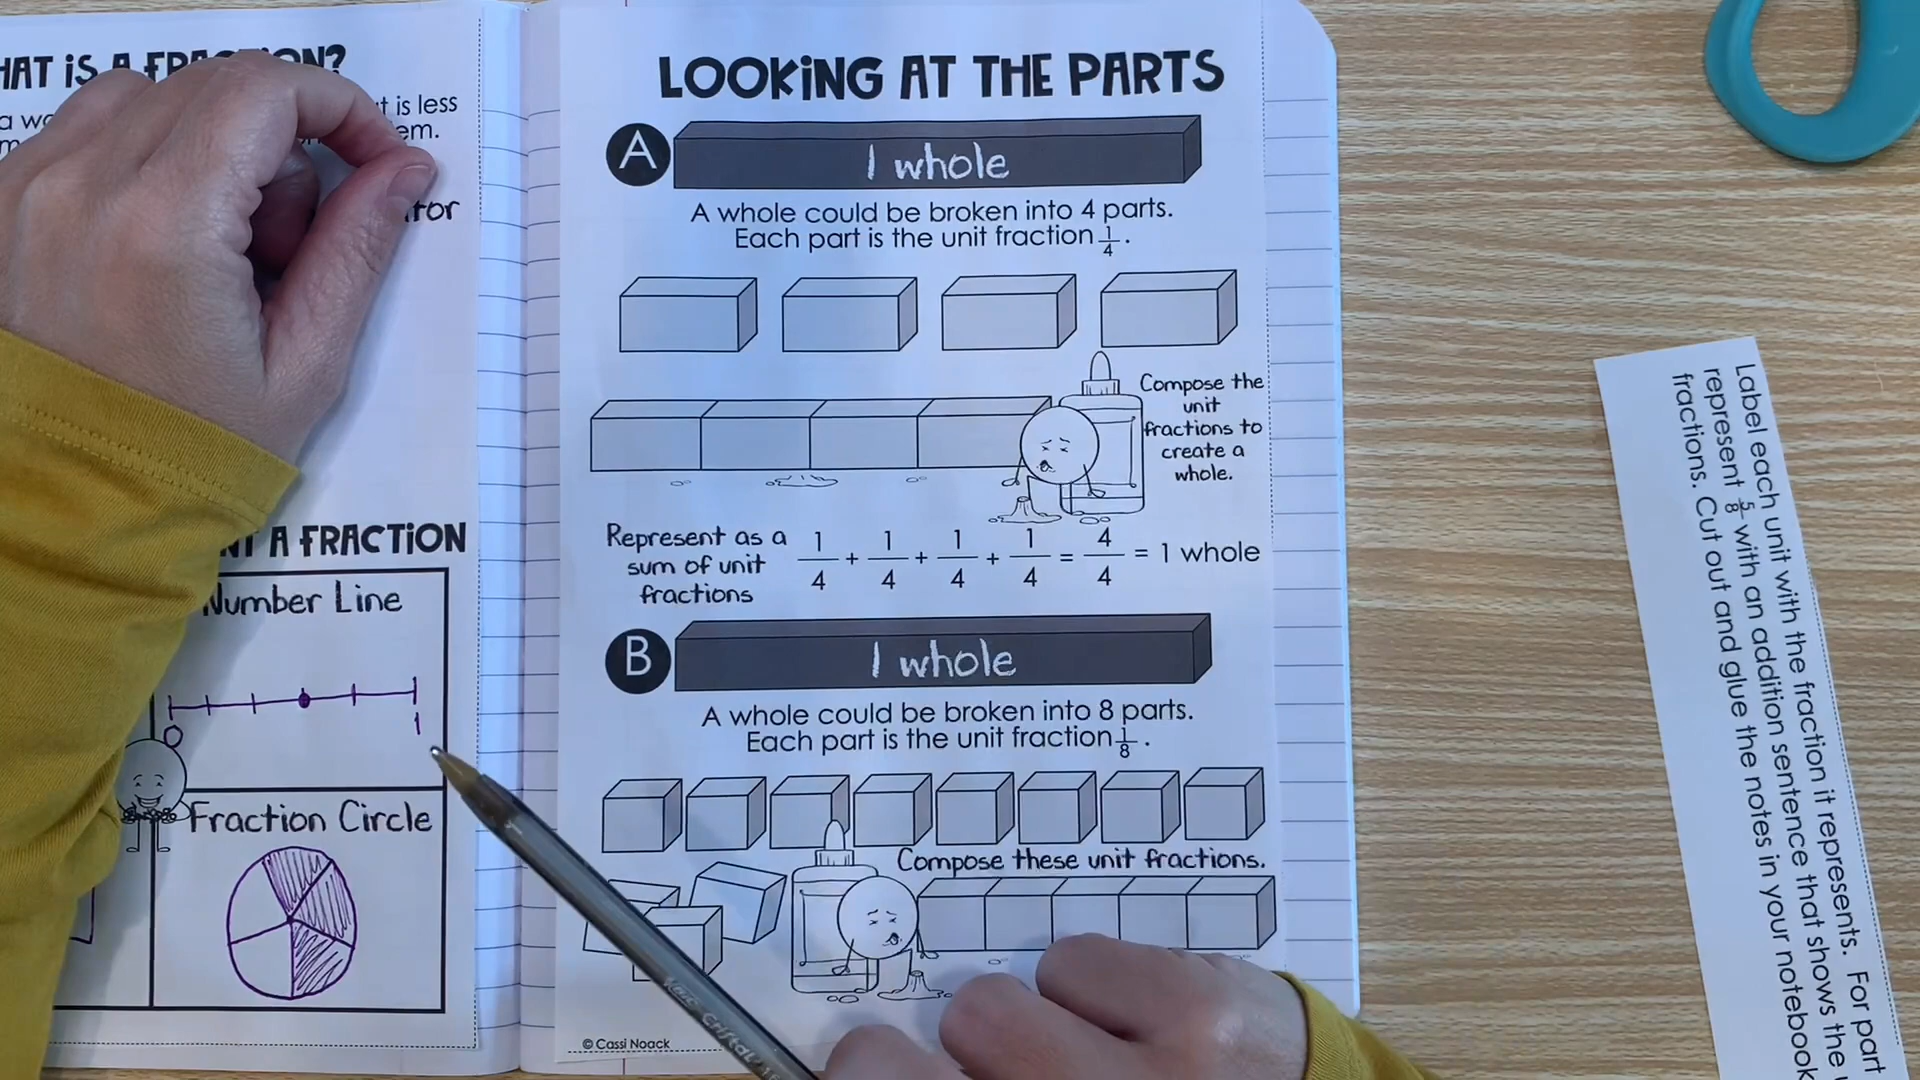 HAT iS A FRACTION?
t is less
em.
tor
NT A FRACTION
Number Line
0
1
Fraction Circle
LOOKiNG AT THE PARTS
A
1 whole
A whole could be broken into 4 parts.
Each part is the unit fraction 1/4.
Compose the
unit
fractions to
create a
whole.
Represent as a
sum of unit
fractions
1/4 + 1/4 + 1/4 + 1/4 = 4/4 = 1 whole
B
1 whole
A whole could be broken into 8 parts.
Each part is the unit fraction 1/8.
Compose these unit fractions.
© Cassi Noack
Label each unit with the fraction it represents. For part
represent 5/8 with an addition sentence that shows the
fractions. Cut out and glue the notes in your notebook
Cristal